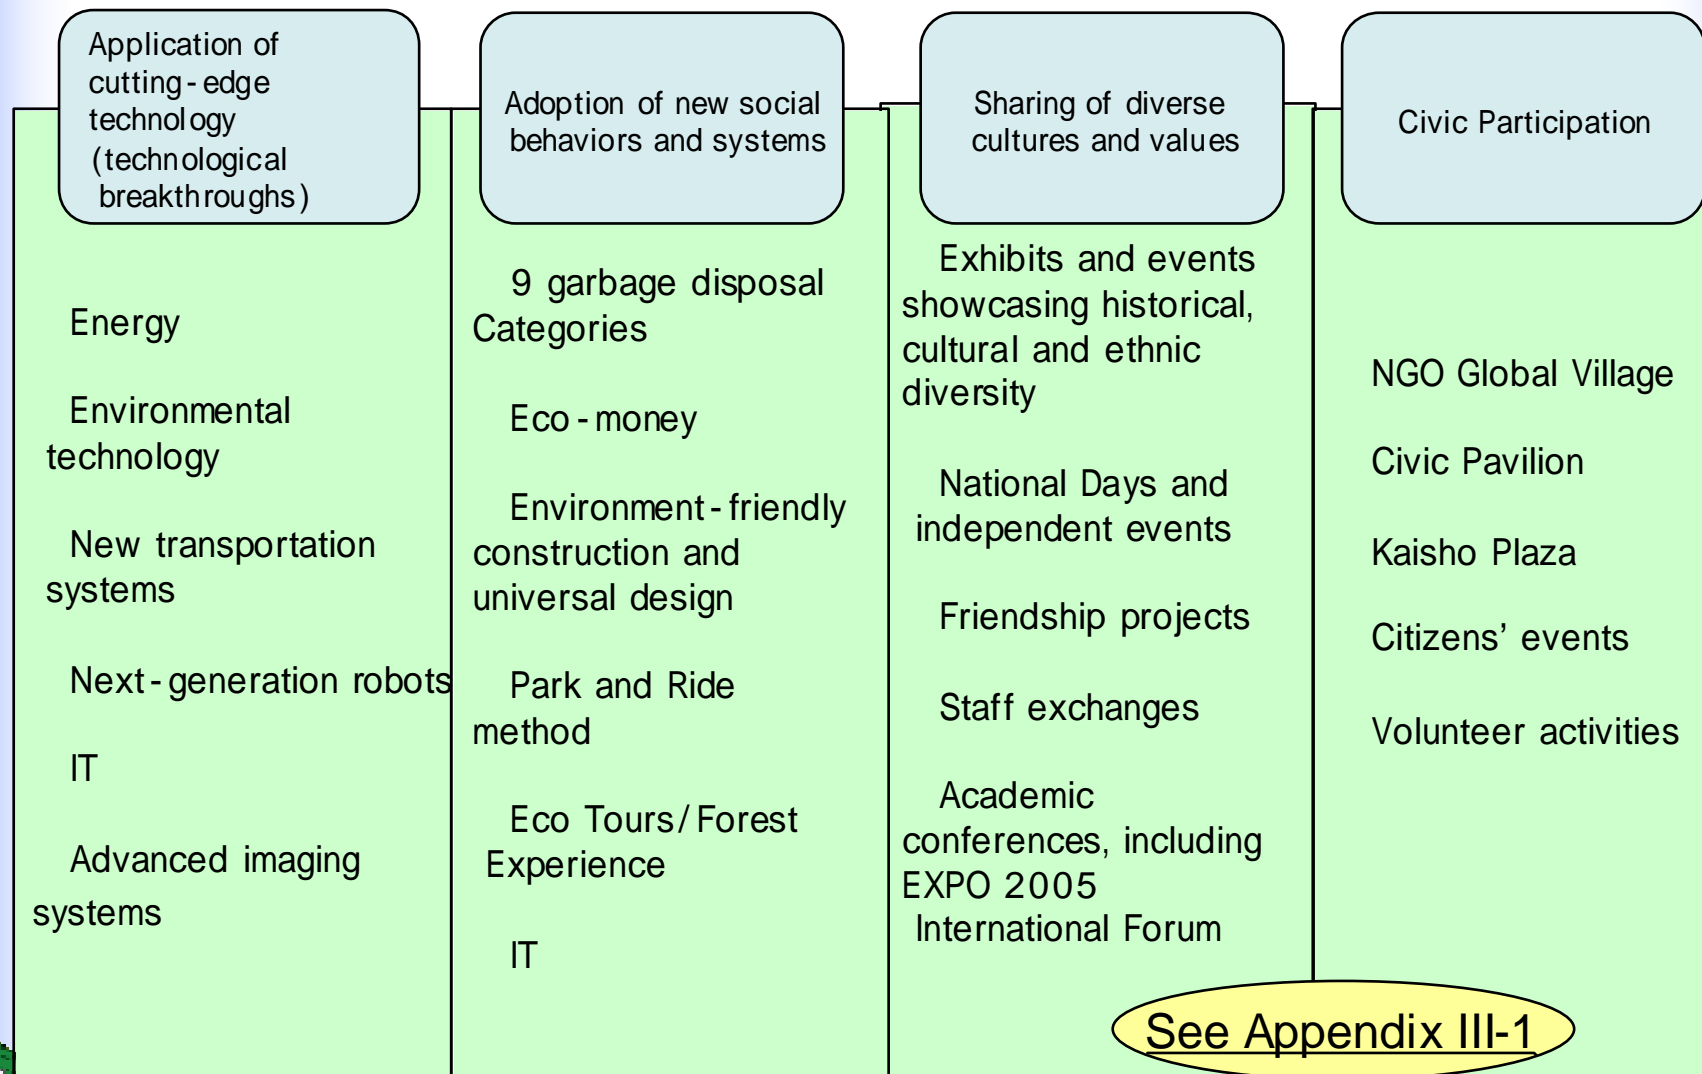 Application of
cutting-edge
technology
(technological
breakthroughs)
Energy
Environmental
technology
New transportation
systems
Next-generation robots
IT
Advanced imaging
systems
Adoption of new social
behaviors and systems
9 garbage disposal
Categories
Eco-money
Environment-friendly
construction and
universal design
Park and Ride
method
Eco Tours/Forest
Experience
IT
Sharing of diverse
cultures and values
Exhibits and events
showcasing historical,
cultural and ethnic
diversity
National Days and
independent events
Friendship projects
Staff exchanges
Academic
conferences, including
EXPO 2005
International Forum
Civic Participation
NGO Global Village
Civic Pavilion
Kaisho Plaza
Citizens’ events
Volunteer activities
See Appendix III-1